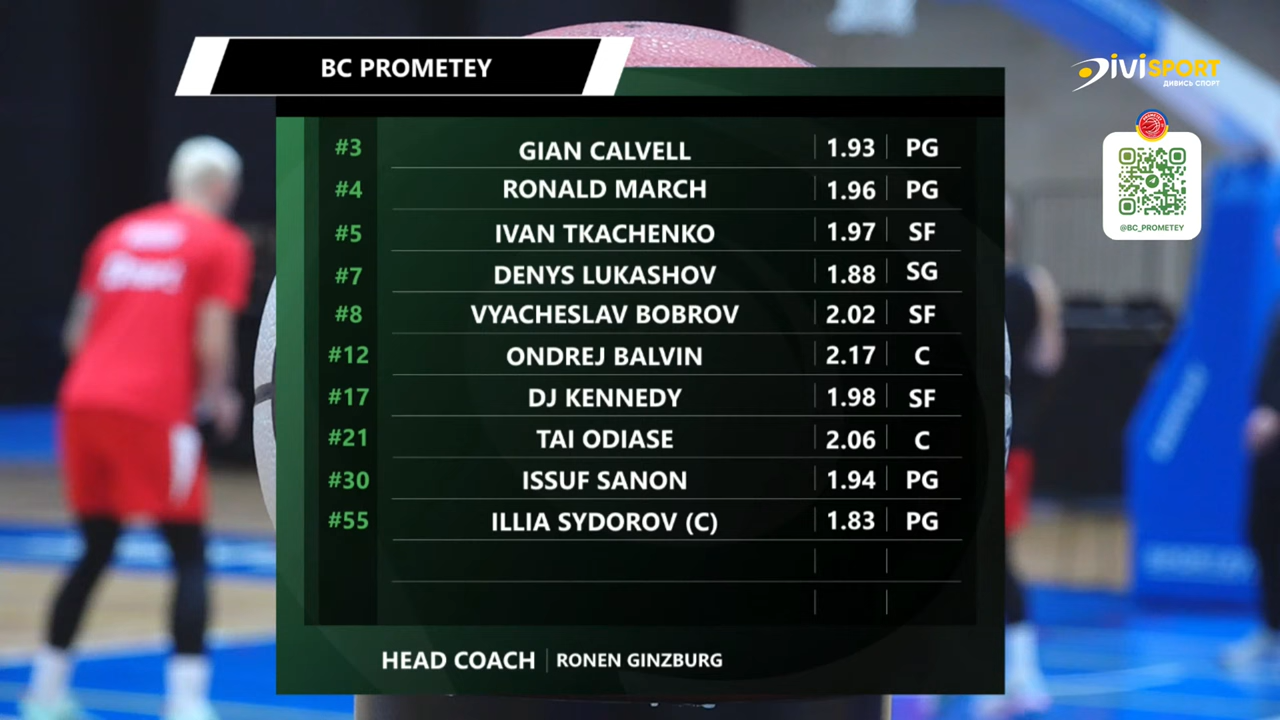 BC PROMETEY
DiVi SPORT
ДИВИСЬ СПОРТ
#3 GIAN CALVELL 1.93 PG
#4 RONALD MARCH 1.96 PG
#5 IVAN TKACHENKO 1.97 SF
#7 DENYS LUKASHOV 1.88 SG
#8 VYACHESLAV BOBROV 2.02 SF
#12 ONDREJ BALVIN 2.17 C
#17 DJ KENNEDY 1.98 SF
#21 TAI ODIASE 2.06 C
#30 ISSUF SANON 1.94 PG
#55 ILLIA SYDOROV (C) 1.83 PG
HEAD COACH RONEN GINZBURG
@BC_PROMETEY